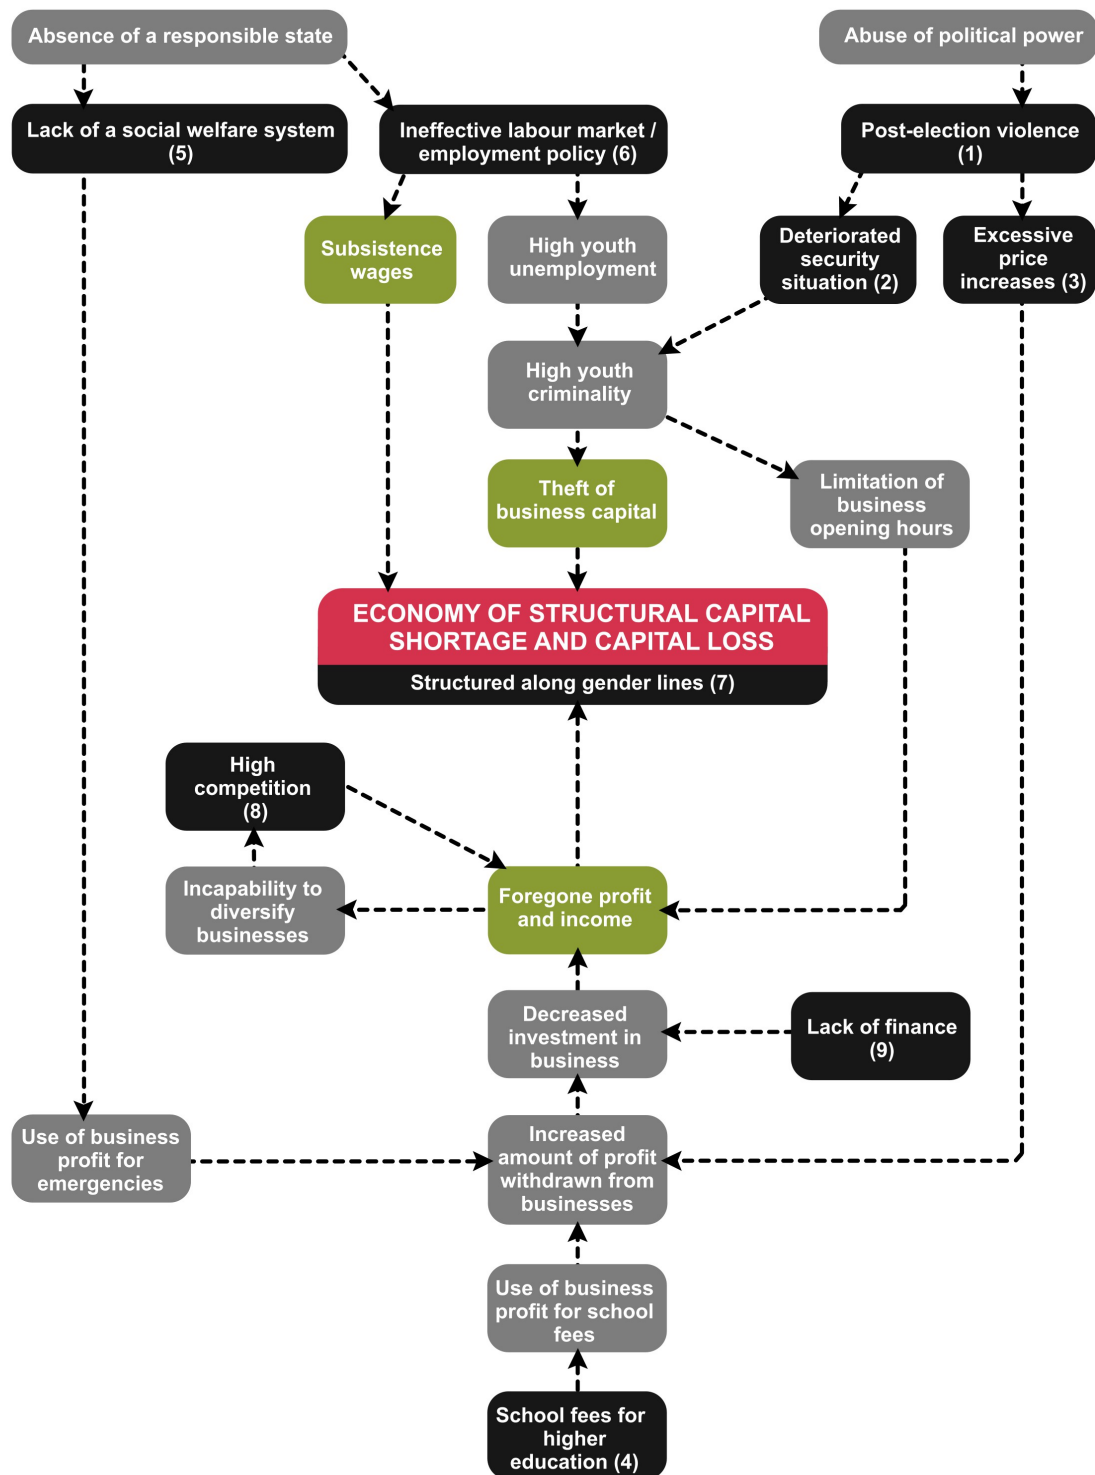 Absence of a responsible state
Abuse of political power
Lack of a social welfare system
(5)
Ineffective labour market /
employment policy (6)
Post-election violence
(1)
Subsistence
wages
High youth
unemployment
Deteriorated
security
situation (2)
Excessive
price
increases (3)
High youth
criminality
Theft of
business capital
Limitation of
business
opening hours
ECONOMY OF STRUCTURAL CAPITAL
SHORTAGE AND CAPITAL LOSS
Structured along gender lines (7)
High
competition
(8)
Incapability to
diversify
businesses
Foregone profit
and income
Decreased
investment in
business
Lack of finance
(9)
Use of business
profit for
emergencies
Increased
amount of profit
withdrawn from
businesses
Use of business
profit for school
fees
School fees for
higher
education (4)